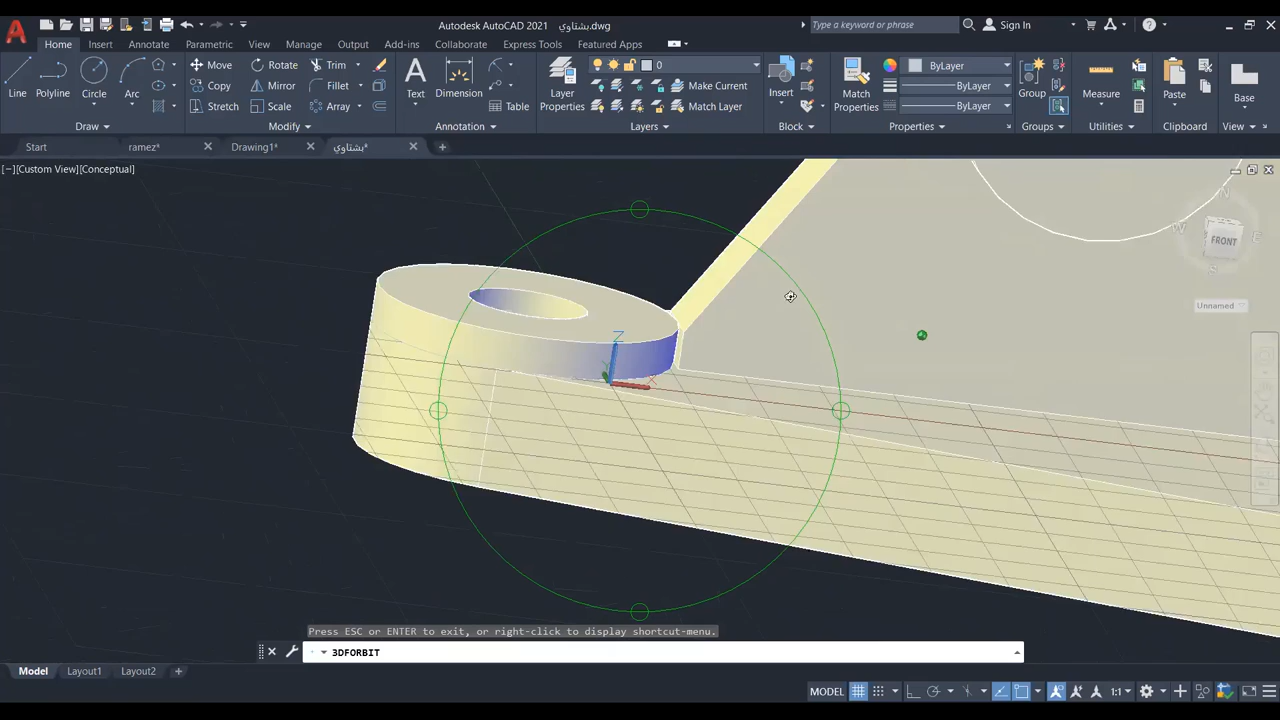 Autodesk AutoCAD 2021 بشتاوي.dwg
Type a keyword or phrase
Sign In
Home Insert Annotate Parametric View Manage Output Add-ins Collaborate Express Tools Featured Apps
Line
Polyline
Circle
Arc
Move
Rotate
Trim
Copy
Mirror
Fillet
Stretch
Scale
Array
Text
Dimension
Table
Layer
Properties
0
Make Current
Match Layer
Insert
Match
Properties
ByLayer
ByLayer
ByLayer
Group
Measure
Paste
Base
Draw
Modify
Annotation
Layers
Block
Properties
Groups
Utilities
Clipboard
View
Start
ramez*
Drawing1*
بشتاوي*
[−][Custom View][Conceptual]
N
W
FRONT
E
S
Unnamed
Z
X
Press ESC or ENTER to exit, or right-click to display shortcut-menu.
3DFORBIT
Model
Layout1
Layout2
MODEL
1:1